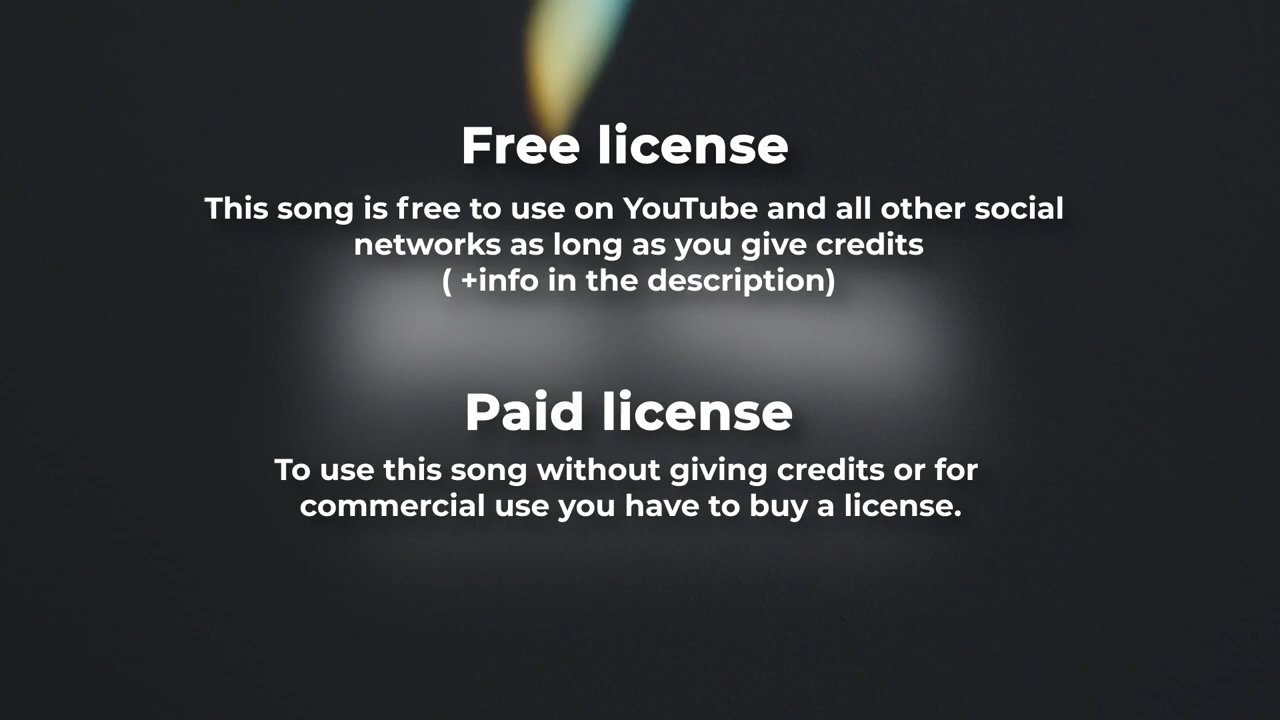 Free license
This song is free to use on YouTube and all other social
networks as long as you give credits
( +info in the description)
Paid license
To use this song without giving credits or for
commercial use you have to buy a license.